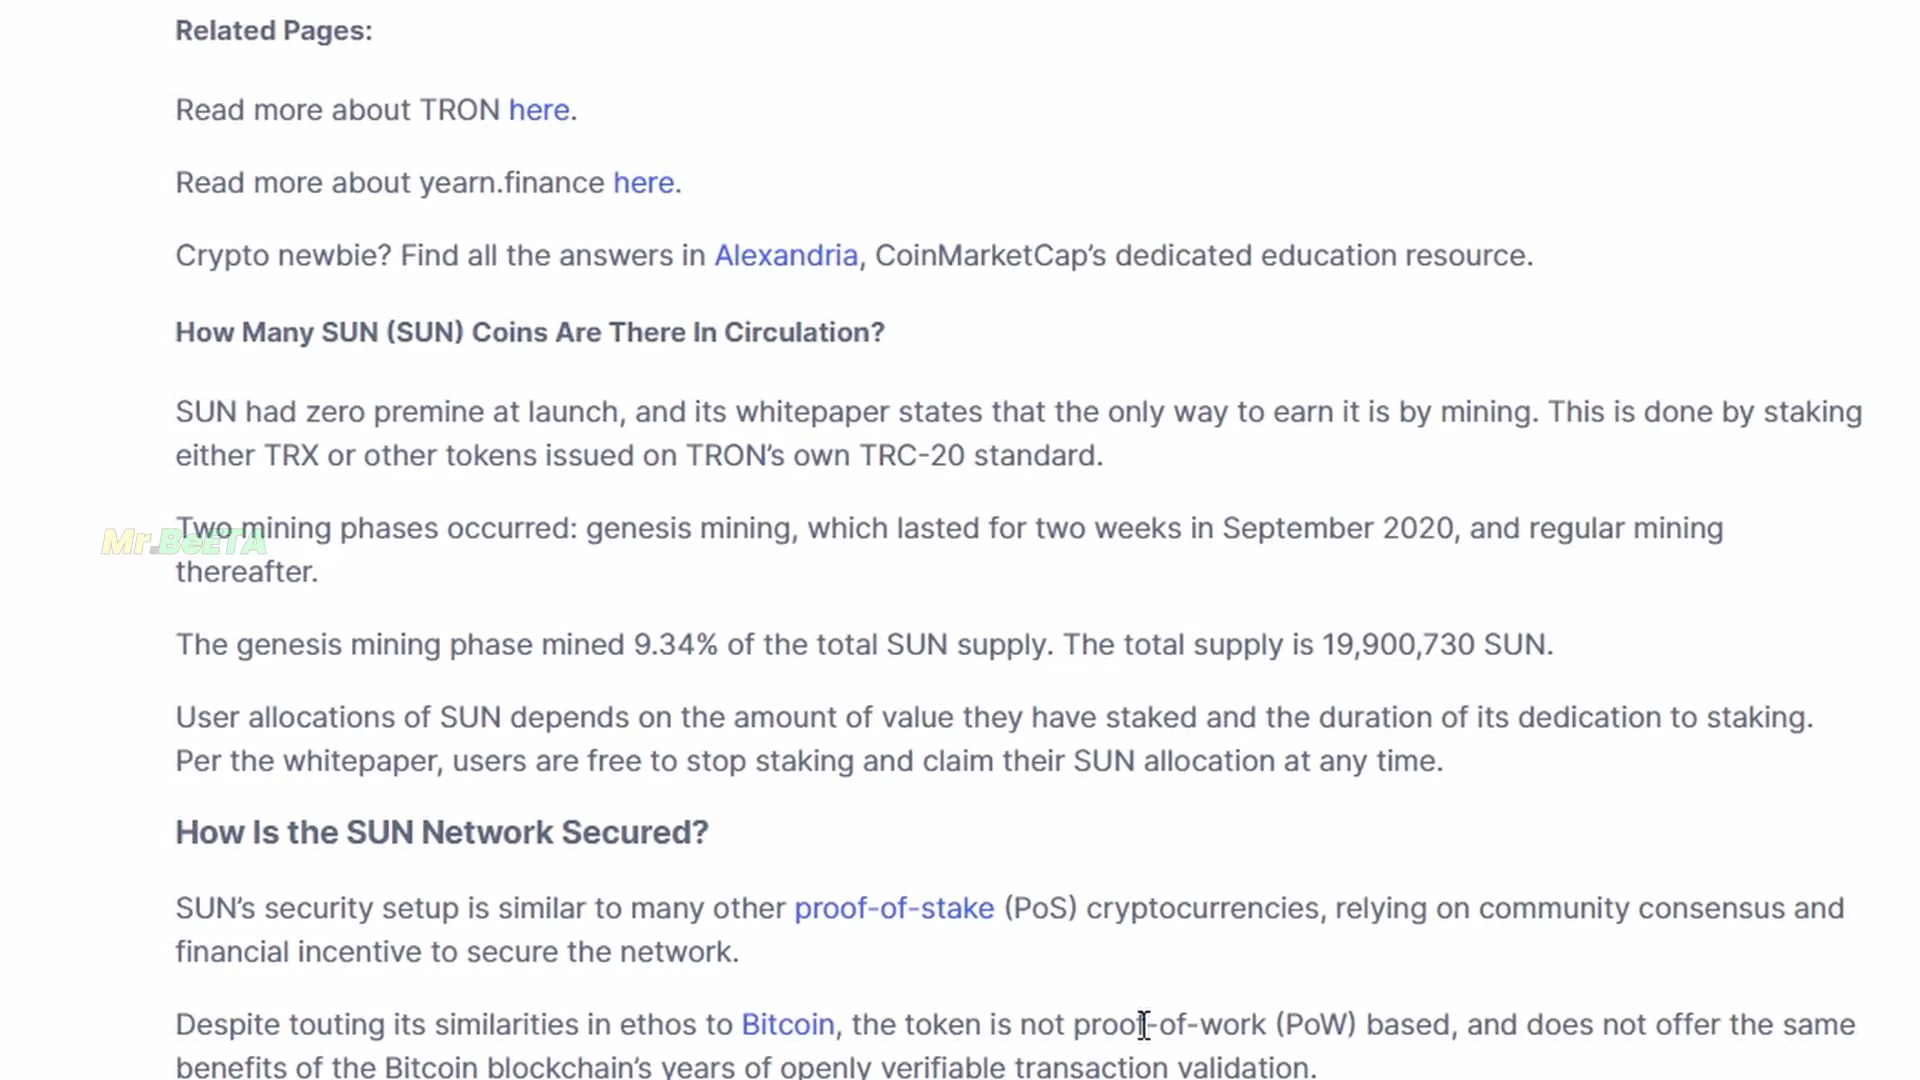 Related Pages:
Read more about TRON here.
Read more about yearn.finance here.
Crypto newbie? Find all the answers in Alexandria, CoinMarketCap’s dedicated education resource.
How Many SUN (SUN) Coins Are There In Circulation?
SUN had zero premine at launch, and its whitepaper states that the only way to earn it is by mining. This is done by staking
either TRX or other tokens issued on TRON’s own TRC-20 standard.
Two mining phases occurred: genesis mining, which lasted for two weeks in September 2020, and regular mining
Mr.BeETA
thereafter.
The genesis mining phase mined 9.34% of the total SUN supply. The total supply is 19,900,730 SUN.
User allocations of SUN depends on the amount of value they have staked and the duration of its dedication to staking.
Per the whitepaper, users are free to stop staking and claim their SUN allocation at any time.
How Is the SUN Network Secured?
SUN’s security setup is similar to many other proof-of-stake (PoS) cryptocurrencies, relying on community consensus and
financial incentive to secure the network.
Despite touting its similarities in ethos to Bitcoin, the token is not proof-of-work (PoW) based, and does not offer the same
benefits of the Bitcoin blockchain’s years of openly verifiable transaction validation.